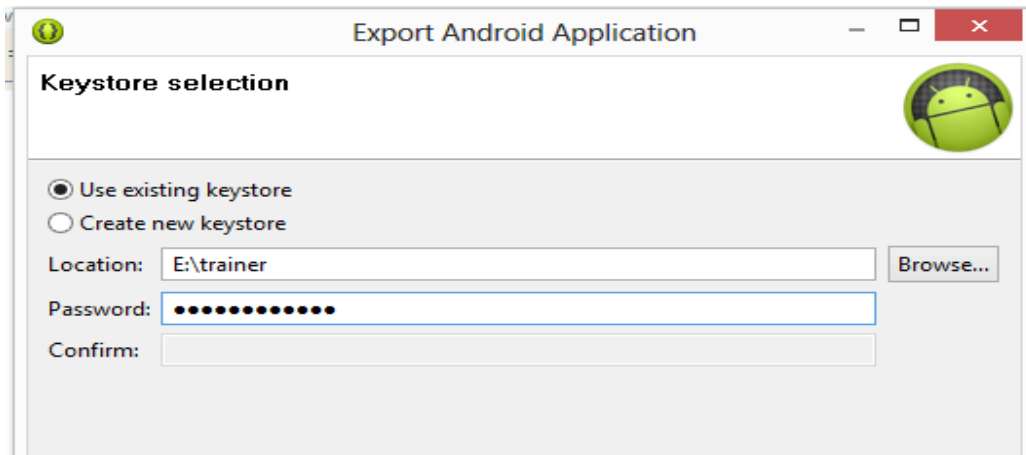 Export Android Application
Keystore selection
Use existing keystore
Create new keystore
Location: E:\trainer Browse...
Password: ●●●●●●●●●●●●
Confirm: